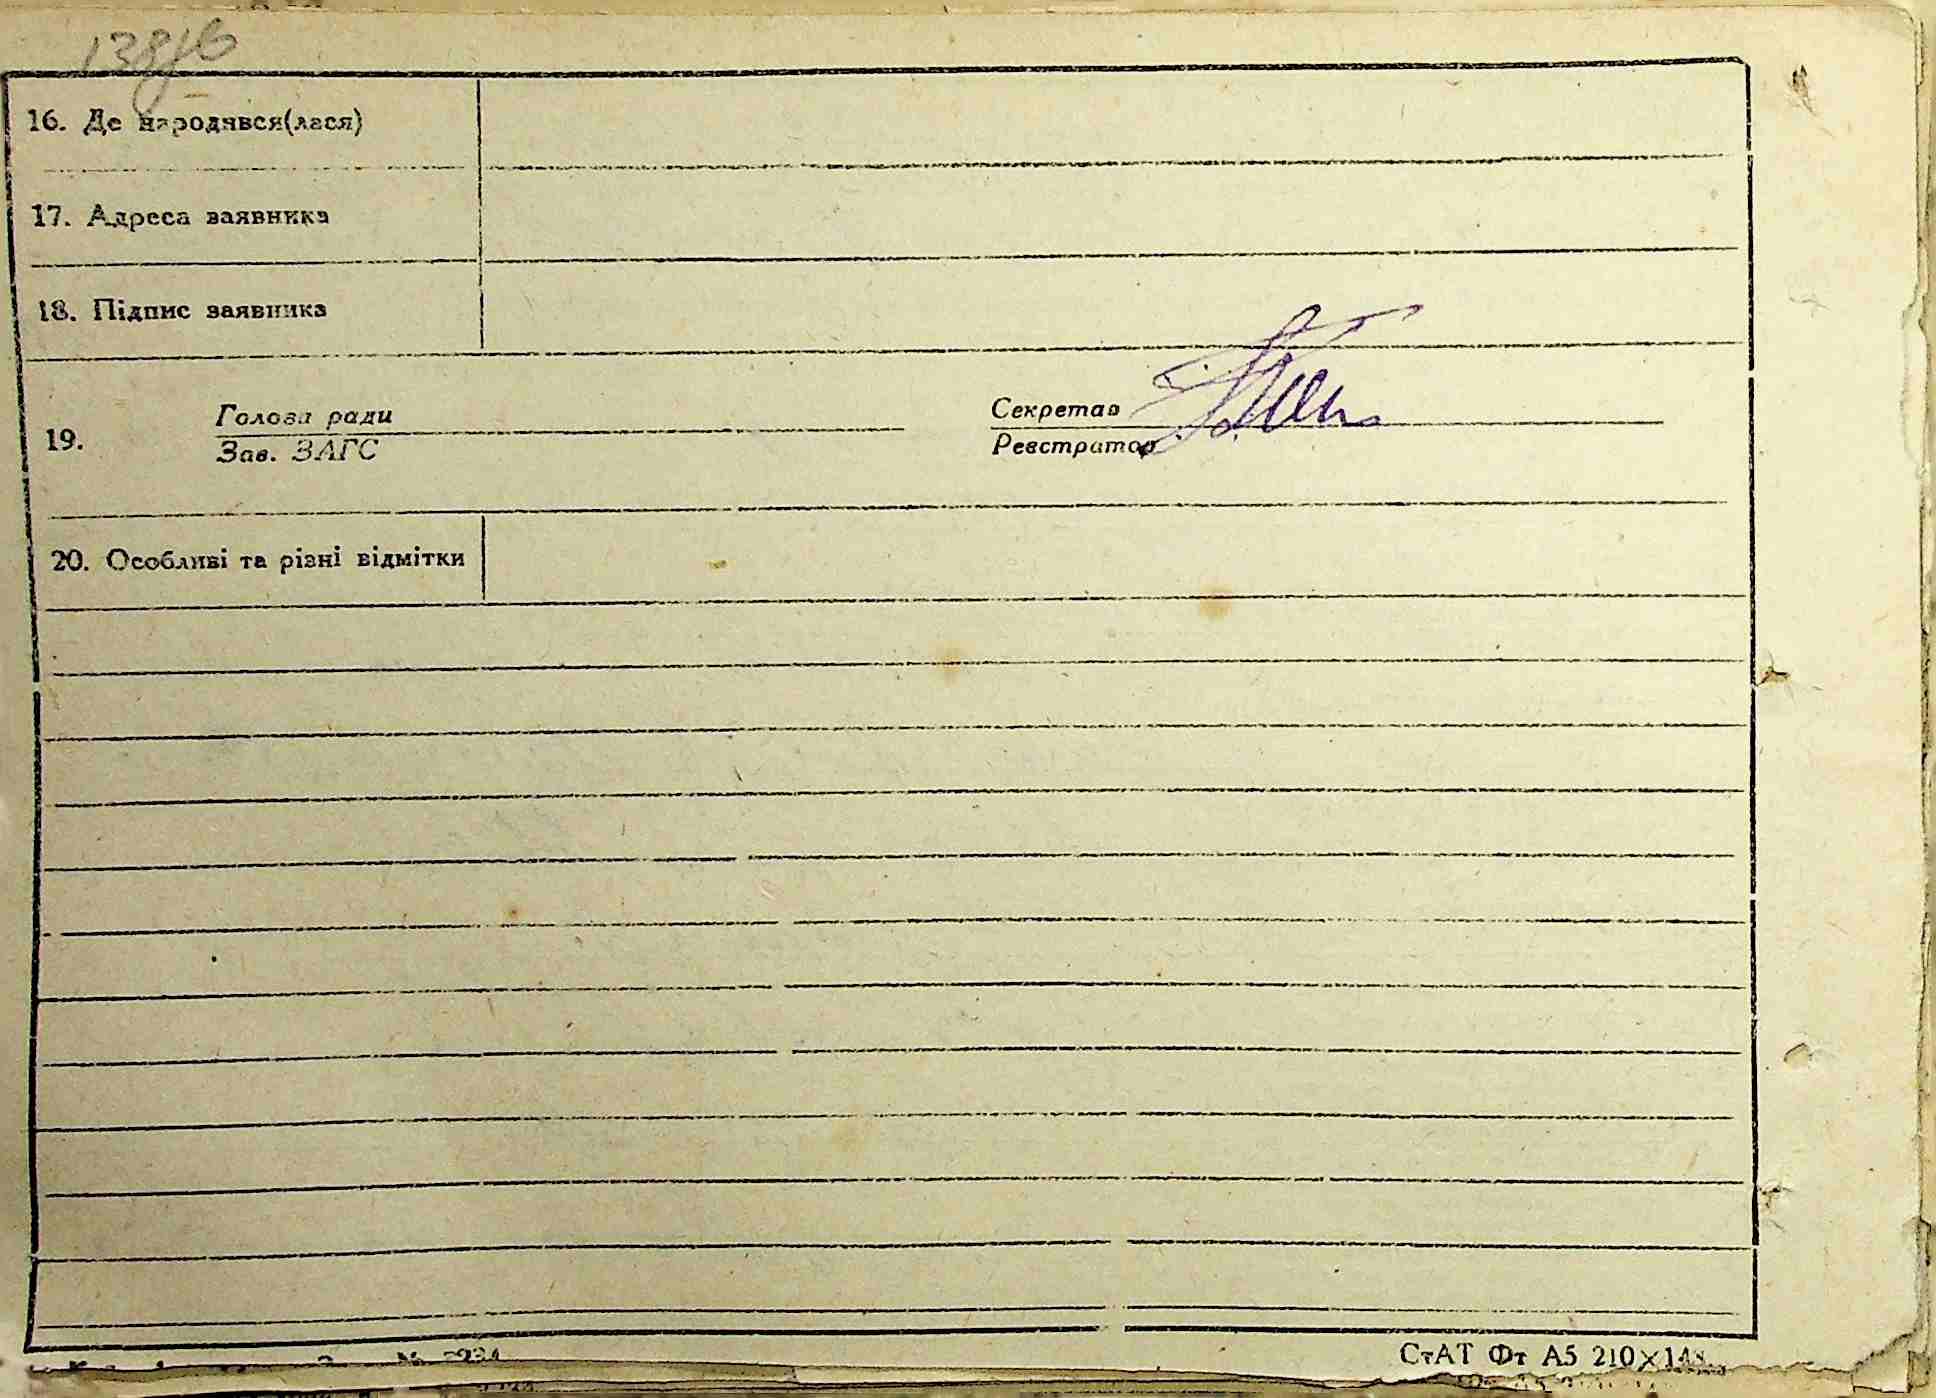 16. Де народився(лася)
17. Адреса заявника
18. Підпис заявника
19.
Голова ради
Зав. ЗАГС
Секретар
Реєстратор
20. Особливі та різні відмітки
СтАТ Фт А5 210×148